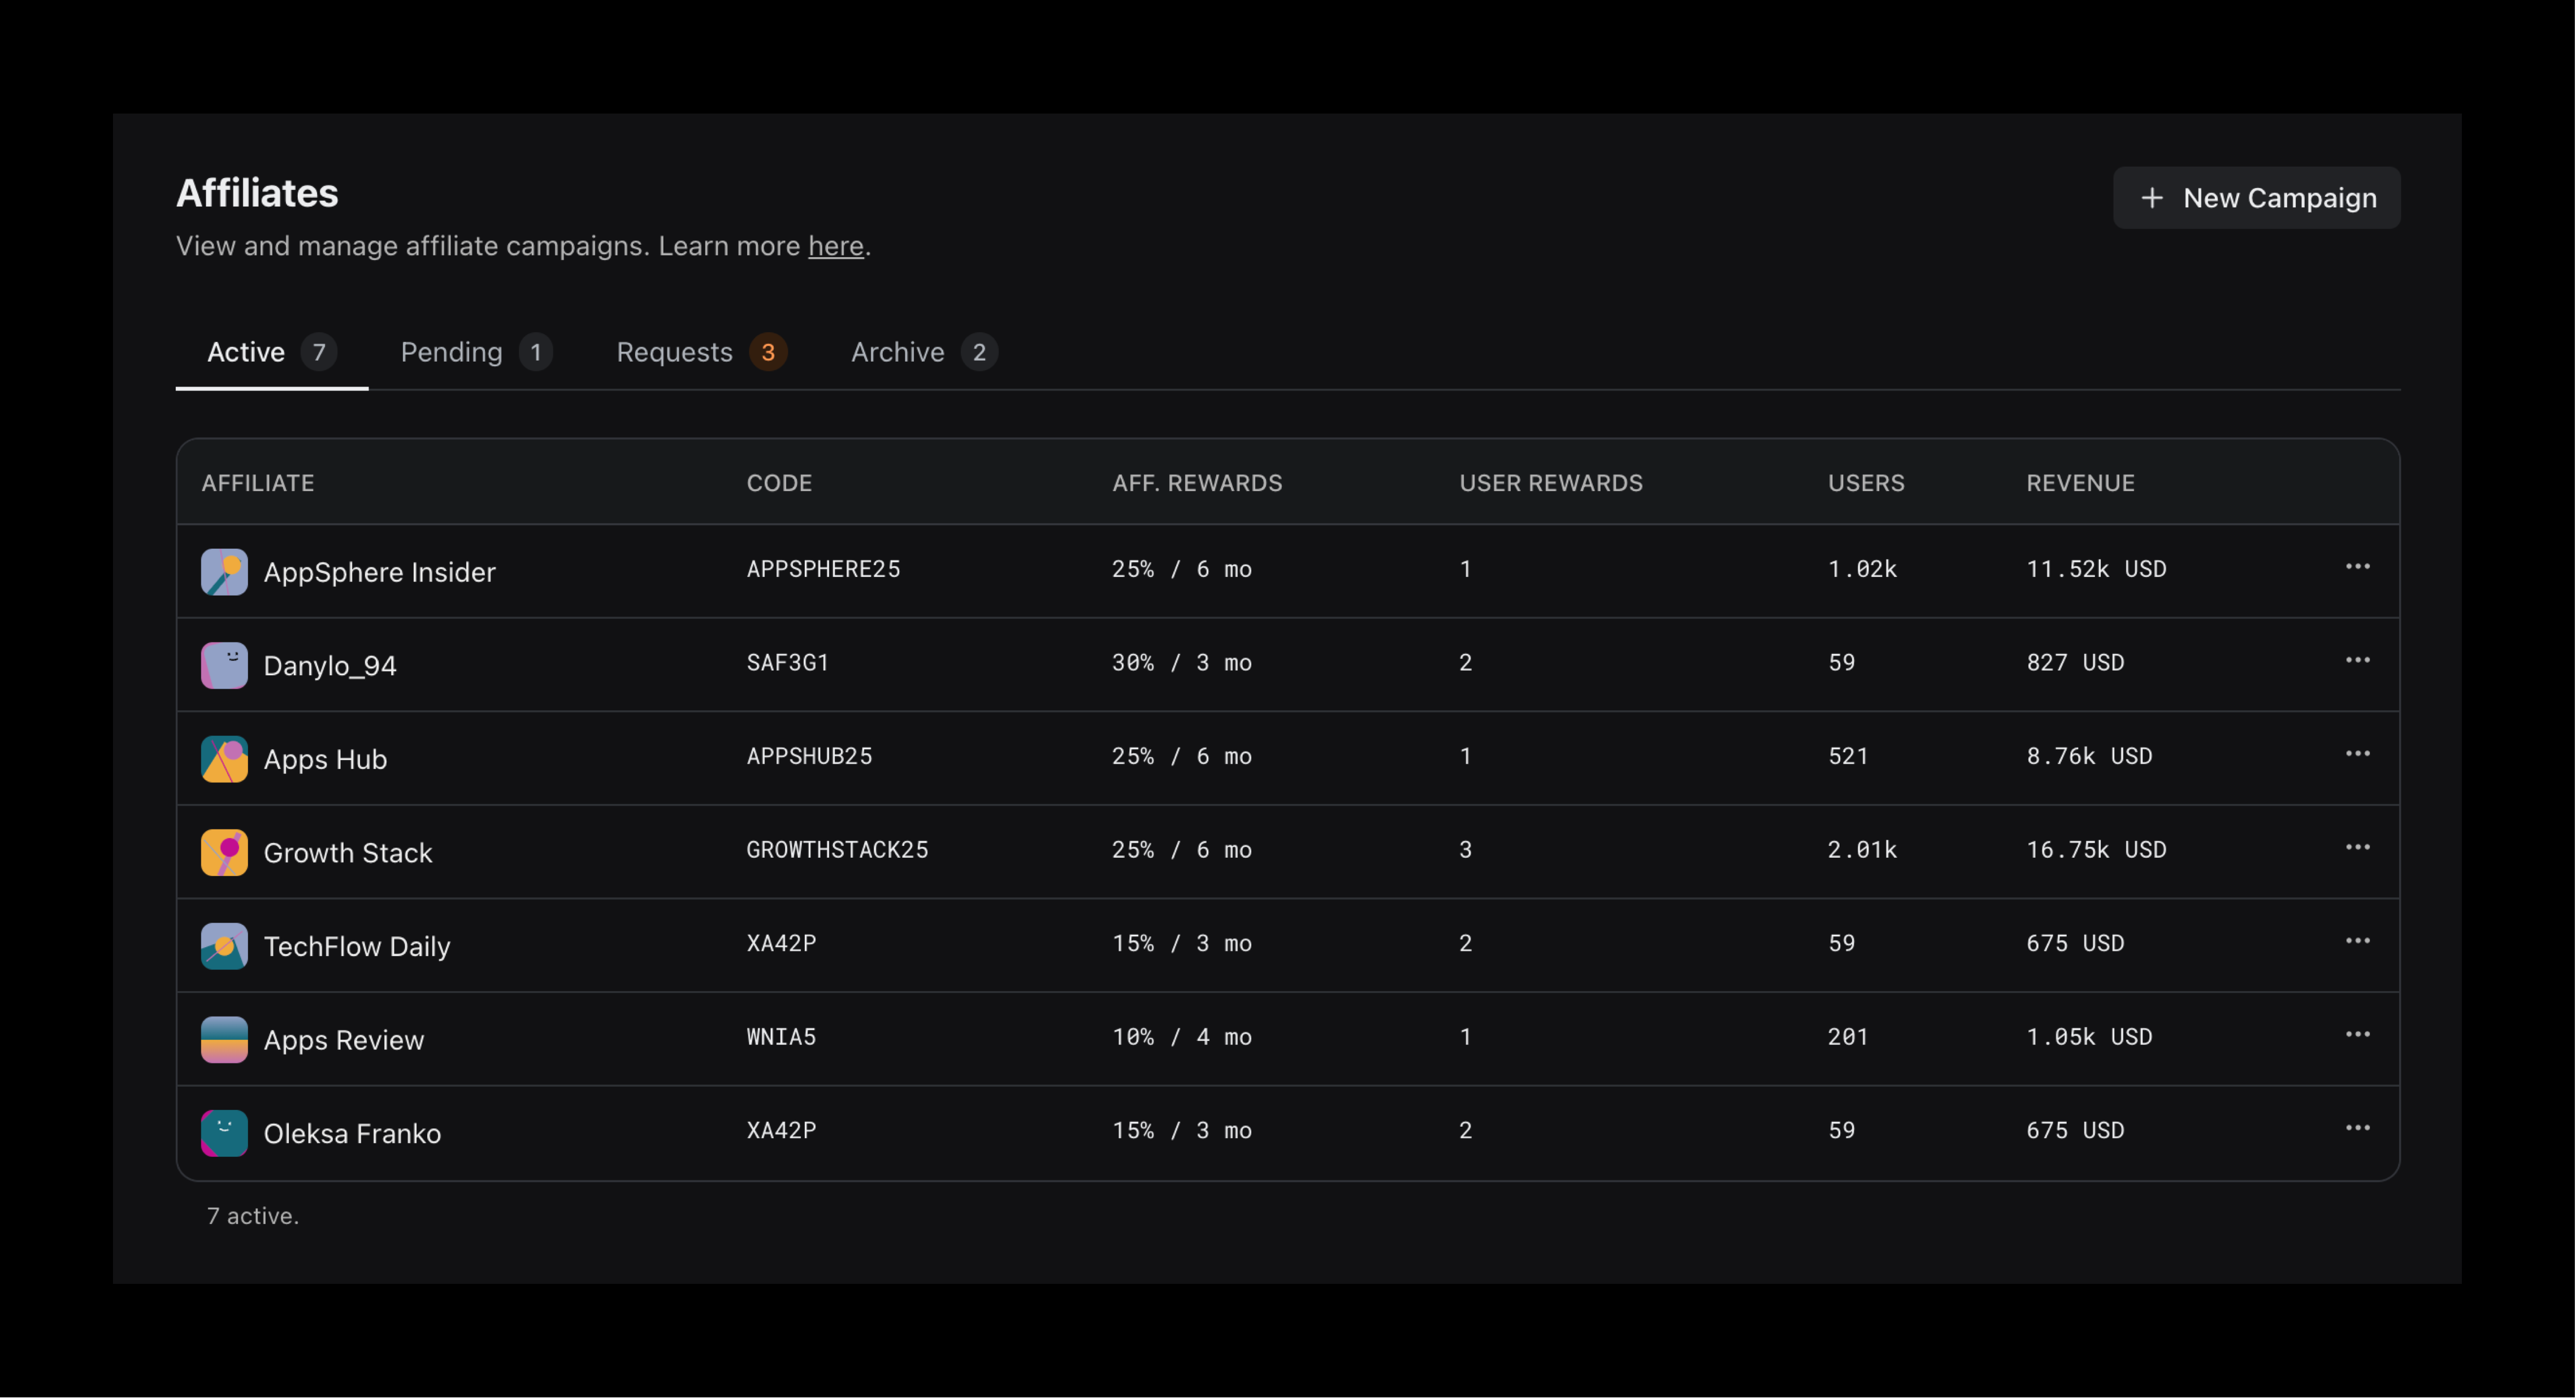 Affiliates
+ New Campaign
View and manage affiliate campaigns. Learn more here.
Active 7 Pending 1 Requests 3 Archive 2
AFFILIATE CODE AFF. REWARDS USER REWARDS USERS REVENUE
AppSphere Insider APPSPHERE25 25% / 6 mo 1 1.02k 11.52k USD ...
Danylo_94 SAF3G1 30% / 3 mo 2 59 827 USD ...
Apps Hub APPSHUB25 25% / 6 mo 1 521 8.76k USD ...
Growth Stack GROWTHSTACK25 25% / 6 mo 3 2.01k 16.75k USD ...
TechFlow Daily XA42P 15% / 3 mo 2 59 675 USD ...
Apps Review WNIA5 10% / 4 mo 1 201 1.05k USD ...
Oleksa Franko XA42P 15% / 3 mo 2 59 675 USD ...
7 active.